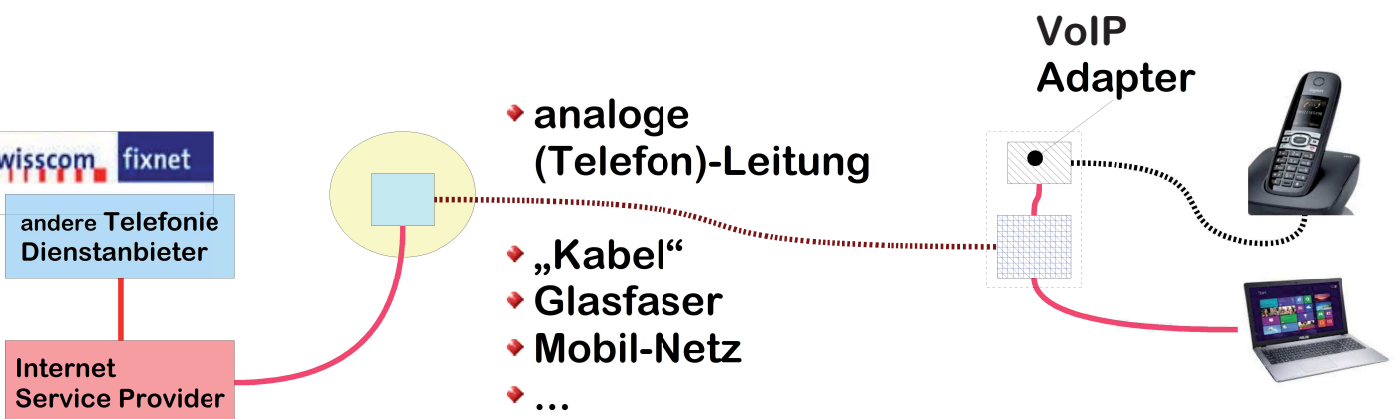 VoIP
Adapter
analoge
(Telefon)-Leitung
wisscom fixnet
andere Telefonie
Dienstanbieter
„Kabel“
Glasfaser
Mobil-Netz
...
Internet
Service Provider